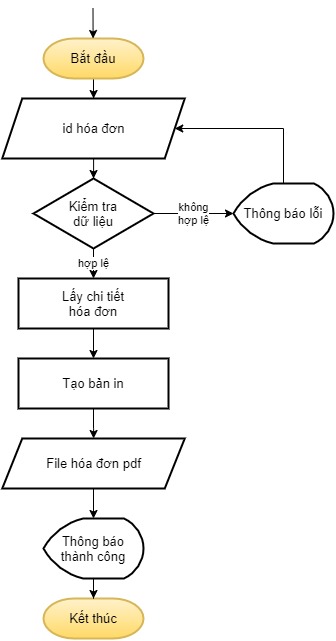 Bắt đầu
id hóa đơn
Kiểm tra
dữ liệu
không
hợp lệ
Thông báo lỗi
hợp lệ
Lấy chi tiết
hóa đơn
Tạo bản in
File hóa đơn pdf
Thông báo
thành công
Kết thúc